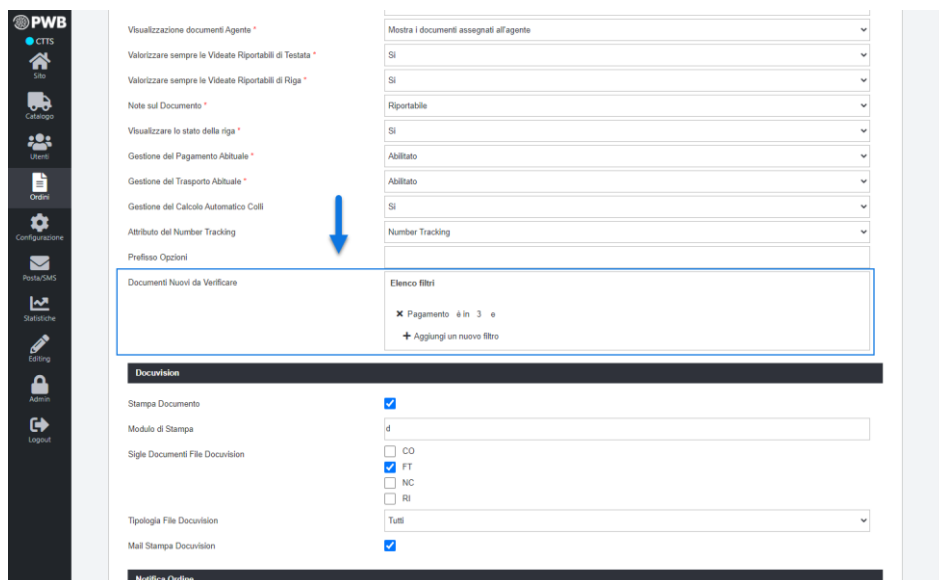 PWB
CTTS
Sito
Catalogo
Utenti
Ordini
Configurazione
Posta/SMS
Statistiche
Editing
Admin
Logout
Visualizzazione documenti Agente *
Mostra i documenti assegnati all'agente
Valorizzare sempre le Videate Riportabili di Testata *
Si
Valorizzare sempre le Videate Riportabili di Riga *
Si
Note sul Documento *
Riportabile
Visualizzare lo stato della riga *
Si
Gestione del Pagamento Abituale *
Abilitato
Gestione del Trasporto Abituale *
Abilitato
Gestione del Calcolo Automatico Colli
Si
Attributo del Number Tracking
Number Tracking
Prefisso Opzioni
Documenti Nuovi da Verificare
Elenco filtri
Pagamento è in 3 e
Aggiungi un nuovo filtro
Docuvision
Stampa Documento
Modulo di Stampa
d
Sigle Documenti File Docuvision
CO
FT
NC
RI
Tipologia File Docuvision
Tutti
Mail Stampa Docuvision
Notifica Ordine